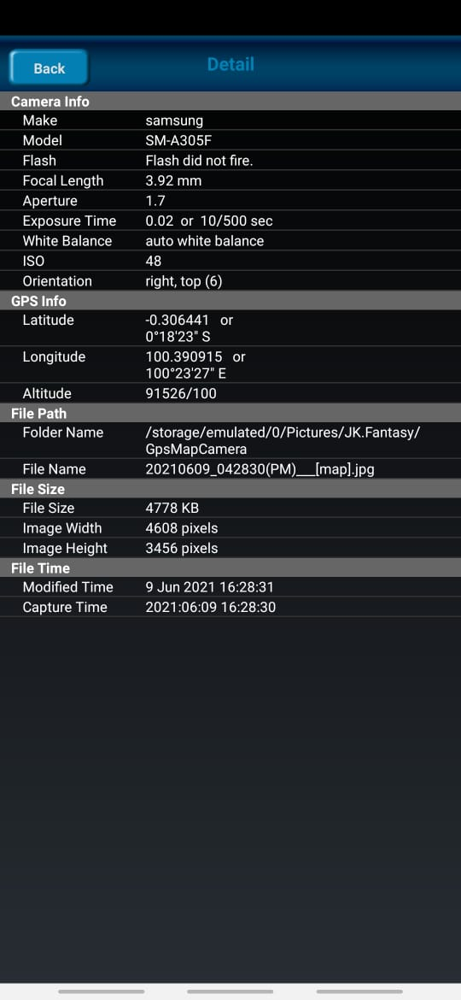 Back
Detail
Camera Info
Make samsung
Model SM-A305F
Flash Flash did not fire.
Focal Length 3.92 mm
Aperture 1.7
Exposure Time 0.02 or 10/500 sec
White Balance auto white balance
ISO 48
Orientation right, top (6)
GPS Info
Latitude -0.306441 or
0°18'23" S
Longitude 100.390915 or
100°23'27" E
Altitude 91526/100
File Path
Folder Name /storage/emulated/0/Pictures/JK.Fantasy/
GpsMapCamera
File Name 20210609_042830(PM)___[map].jpg
File Size
File Size 4778 KB
Image Width 4608 pixels
Image Height 3456 pixels
File Time
Modified Time 9 Jun 2021 16:28:31
Capture Time 2021:06:09 16:28:30